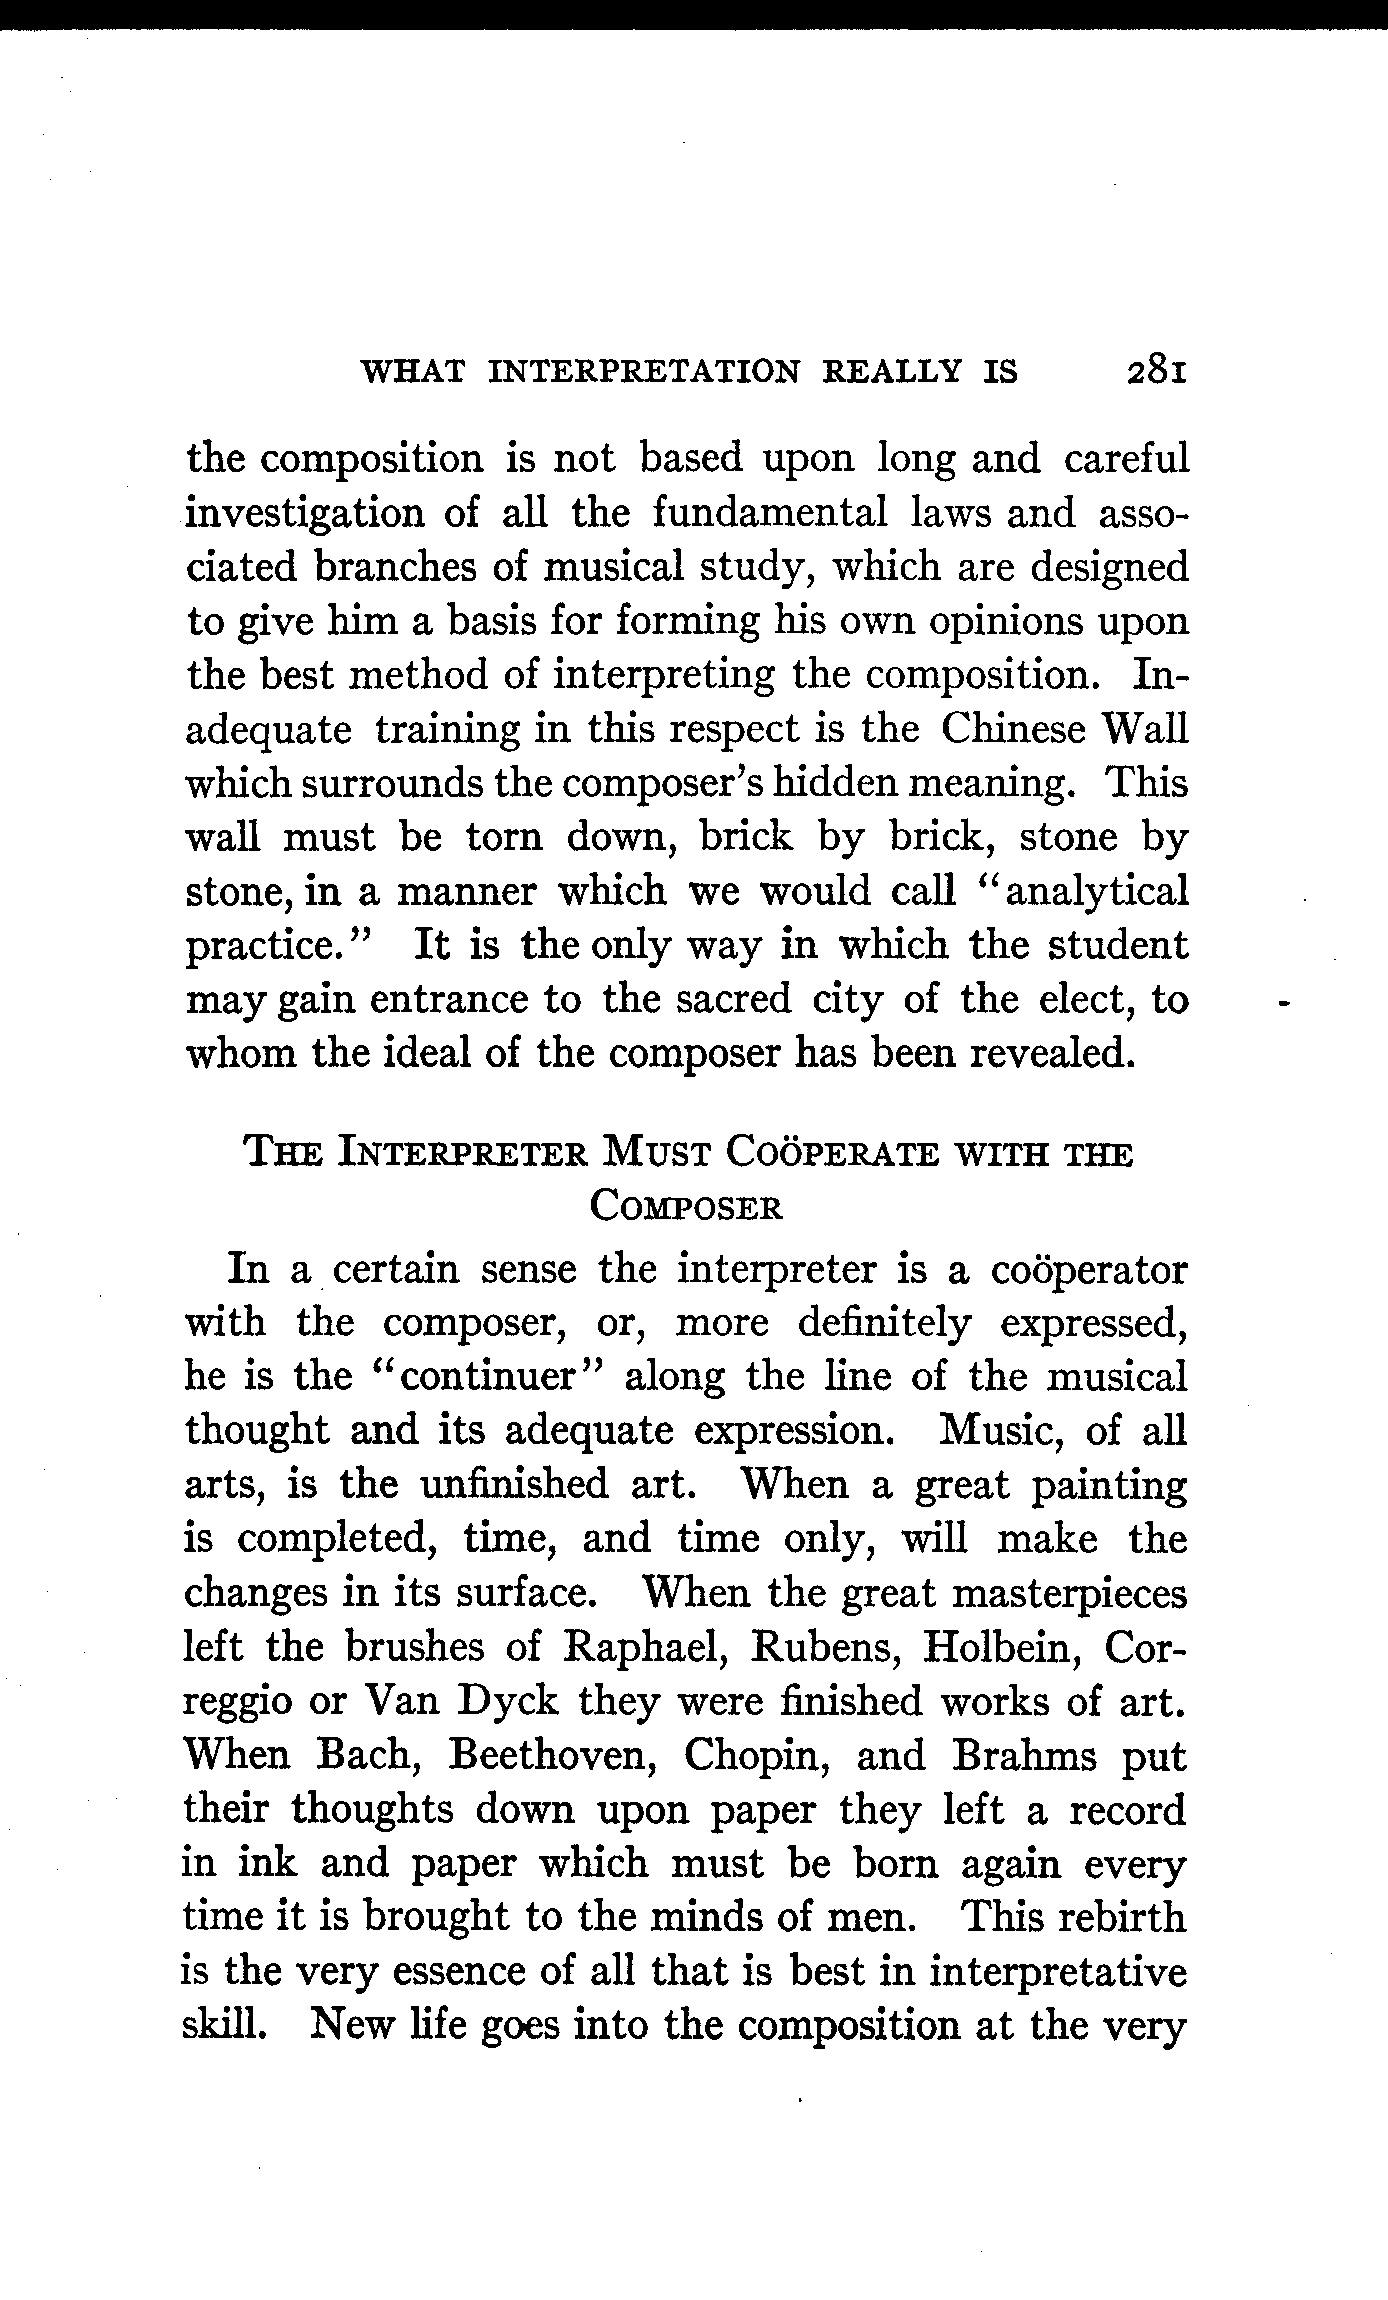 WHAT INTERPRETATION REALLY IS 281
the composition is not based upon long and careful
investigation of all the fundamental laws and asso-
ciated branches of musical study, which are designed
to give him a basis for forming his own opinions upon
the best method of interpreting the composition. In-
adequate training in this respect is the Chinese Wall
which surrounds the composer's hidden meaning. This
wall must be torn down, brick by brick, stone by
stone, in a manner which we would call "analytical
practice." It is the only way in which the student
may gain entrance to the sacred city of the elect, to
whom the ideal of the composer has been revealed.
The Interpreter Must Coöperate with the
Composer
In a certain sense the interpreter is a coöperator
with the composer, or, more definitely expressed,
he is the "continuer" along the line of the musical
thought and its adequate expression. Music, of all
arts, is the unfinished art. When a great painting
is completed, time, and time only, will make the
changes in its surface. When the great masterpieces
left the brushes of Raphael, Rubens, Holbein, Cor-
reggio or Van Dyck they were finished works of art.
When Bach, Beethoven, Chopin, and Brahms put
their thoughts down upon paper they left a record
in ink and paper which must be born again every
time it is brought to the minds of men. This rebirth
is the very essence of all that is best in interpretative
skill. New life goes into the composition at the very